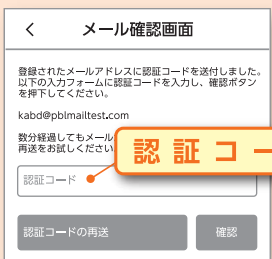 メール確認画面
登録されたメールアドレスに認証コードを送付しました。
以下の入力フォームに認証コードを入力し、確認ボタン
を押下してください。
kabd@pblmailtest.com
数分経過してもメール
再送をお試しください
認証コー
認証コード
認証コードの再送
確認